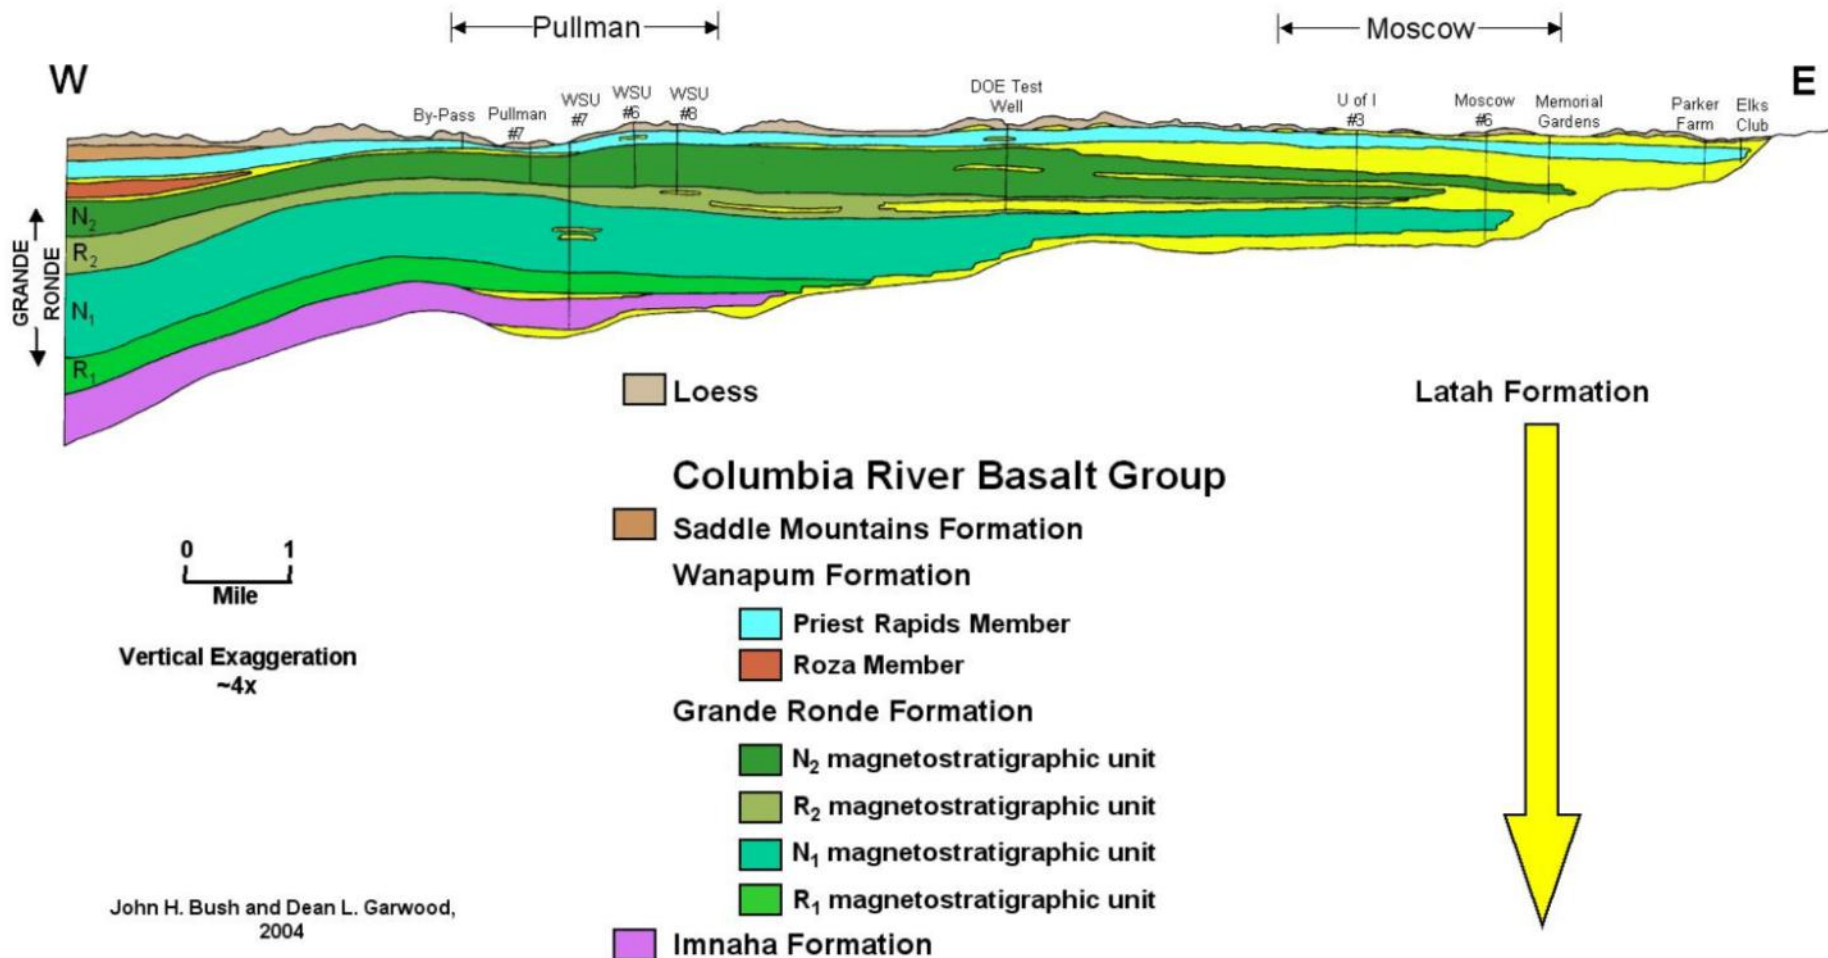 Pullman
Moscow
W
E
By-Pass
Pullman
#7
WSU
#7
WSU
#6
WSU
#8
DOE Test
Well
U of I
#3
Moscow
#6
Memorial
Gardens
Parker
Farm
Elks
Club
GRANDE
RONDE
N₂
R₂
N₁
R₁
Loess
Latah Formation
Columbia River Basalt Group
Saddle Mountains Formation
Wanapum Formation
Priest Rapids Member
Roza Member
Grande Ronde Formation
N₂ magnetostratigraphic unit
R₂ magnetostratigraphic unit
N₁ magnetostratigraphic unit
R₁ magnetostratigraphic unit
Imnaha Formation
0 1
Mile
Vertical Exaggeration
~4x
John H. Bush and Dean L. Garwood,
2004